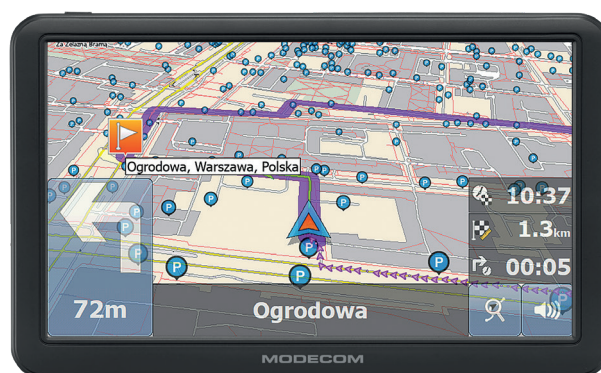 Za Żelazną Bramą
Ogrodowa, Warszawa, Polska
10:37
1.3km
00:05
72m
Ogrodowa
MODECOM